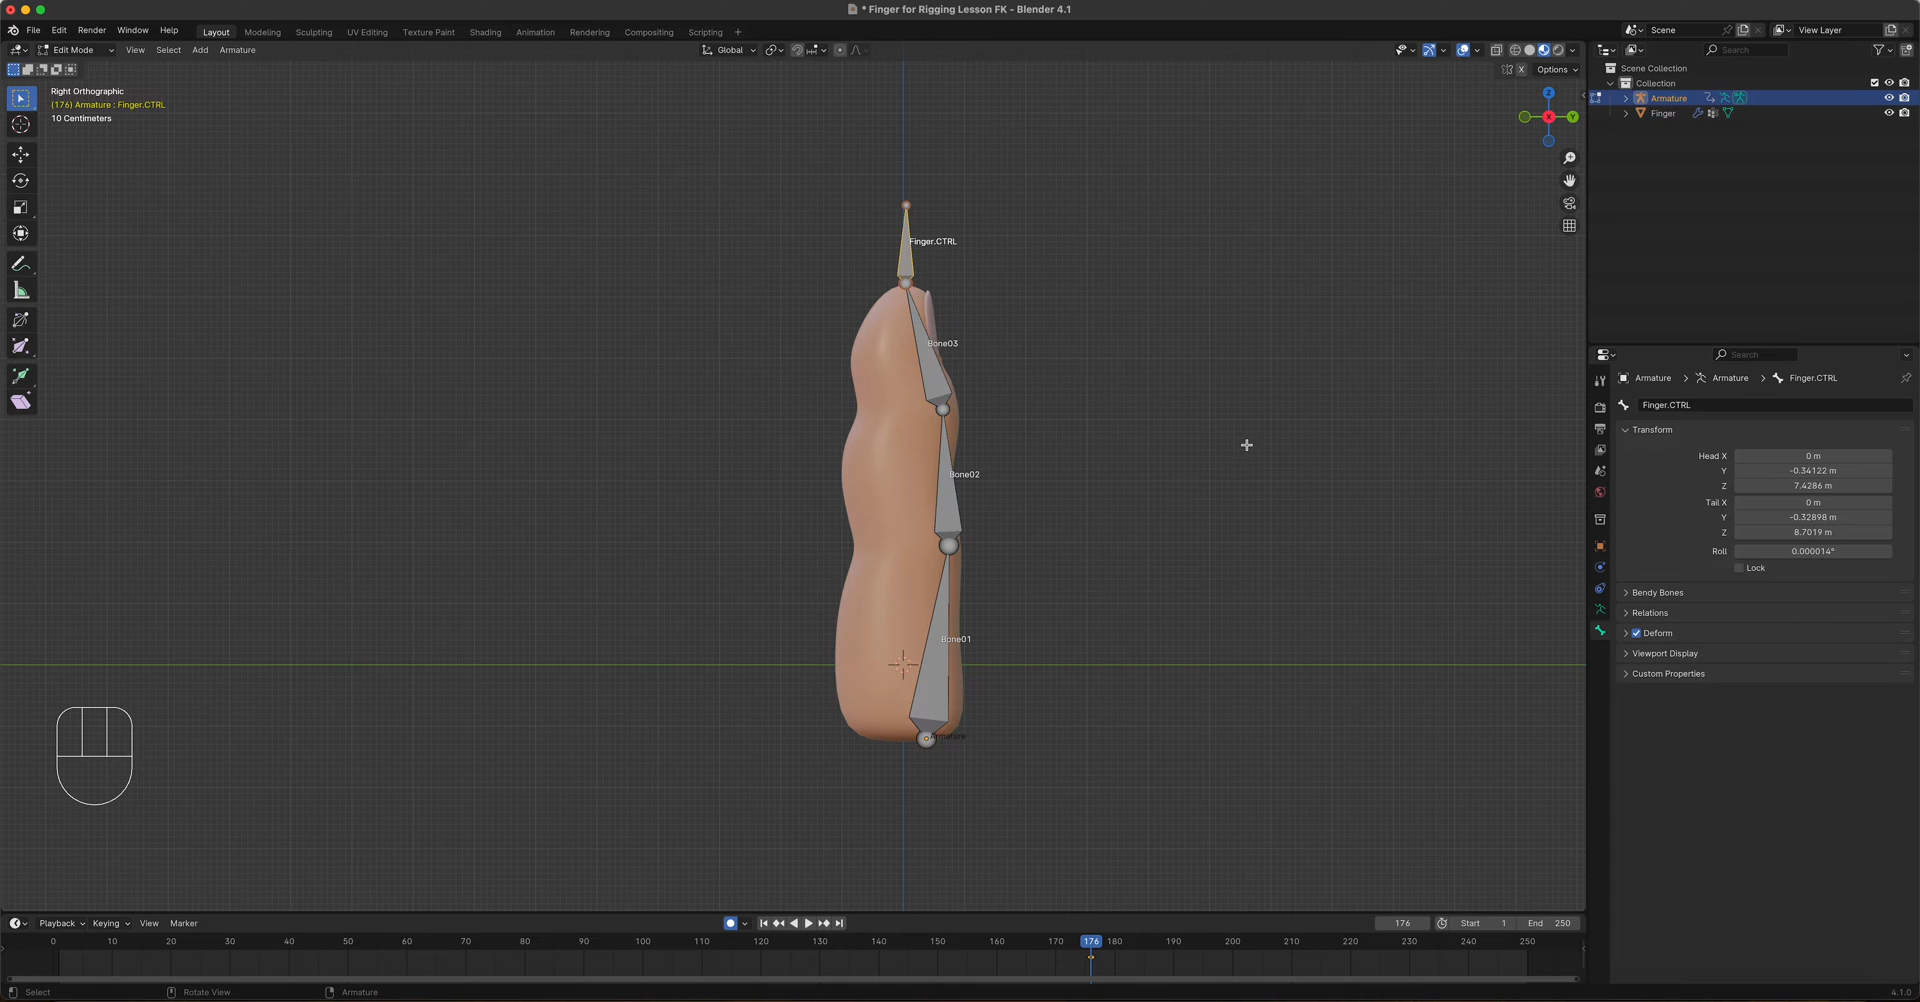 * Finger for Rigging Lesson FK - Blender 4.1
File Edit Render Window Help Layout Modeling Sculpting UV Editing Texture Paint Shading Animation Rendering Compositing Scripting + Scene View Layer
Edit Mode View Select Add Armature Global Search
X Options
Right Orthographic
(176) Armature : Finger.CTRL
10 Centimeters
Z
X
Y
Finger.CTRL
Bone03
Bone02
Bone01
Armature
Scene Collection
Collection
Armature
Finger
Search
Armature > Armature > Finger.CTRL
Finger.CTRL
Transform
Head X 0 m
Y -0.34122 m
Z 7.4286 m
Tail X 0 m
Y -0.32898 m
Z 8.7019 m
Roll 0.000014°
Lock
Bendy Bones
Relations
Deform
Viewport Display
Custom Properties
Playback Keying View Marker 176 Start 1 End 250
0 10 20 30 40 50 60 70 80 90 100 110 120 130 140 150 160 170 176 180 190 200 210 220 230 240 250
Select Rotate View Armature 4.1.0